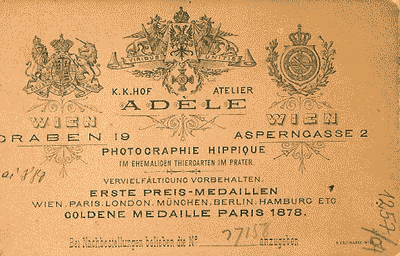 VIRIBUS UNITIS
K.K.HOF ATELIER
ADÈLE
WIEN WIEN
GRABEN 19 ASPERNGASSE 2
PHOTOGRAPHIE HIPPIQUE
IM EHEMALIGEN THIERGARTEN IM PRATER.
VERVIELFÄLTIGUNG VORBEHALTEN.
ERSTE PREIS-MEDAILLEN
WIEN, PARIS, LONDON, MÜNCHEN, BERLIN, HAMBURG ETC
GOLDENE MEDAILLE PARIS 1878.
Bei Nachbestellungen belieben die Nº 27158 anzugeben